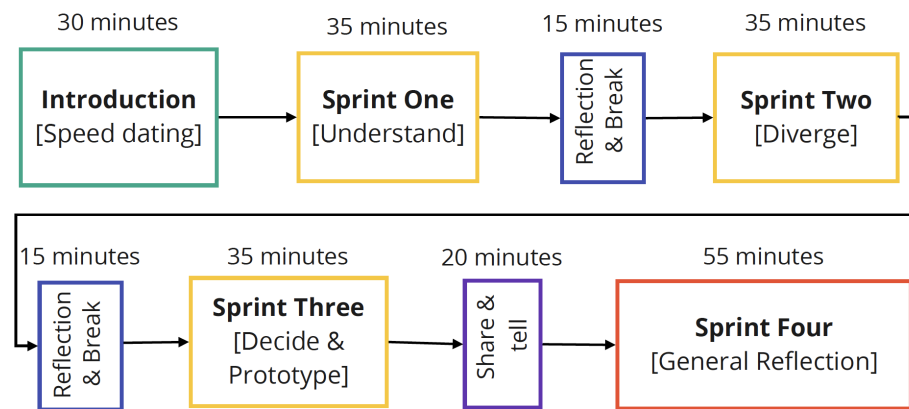 30 minutes
Introduction
[Speed dating]
35 minutes
Sprint One
[Understand]
15 minutes
Reflection
& Break
35 minutes
Sprint Two
[Diverge]
15 minutes
Reflection
& Break
35 minutes
Sprint Three
[Decide &
Prototype]
20 minutes
Share &
tell
55 minutes
Sprint Four
[General Reflection]